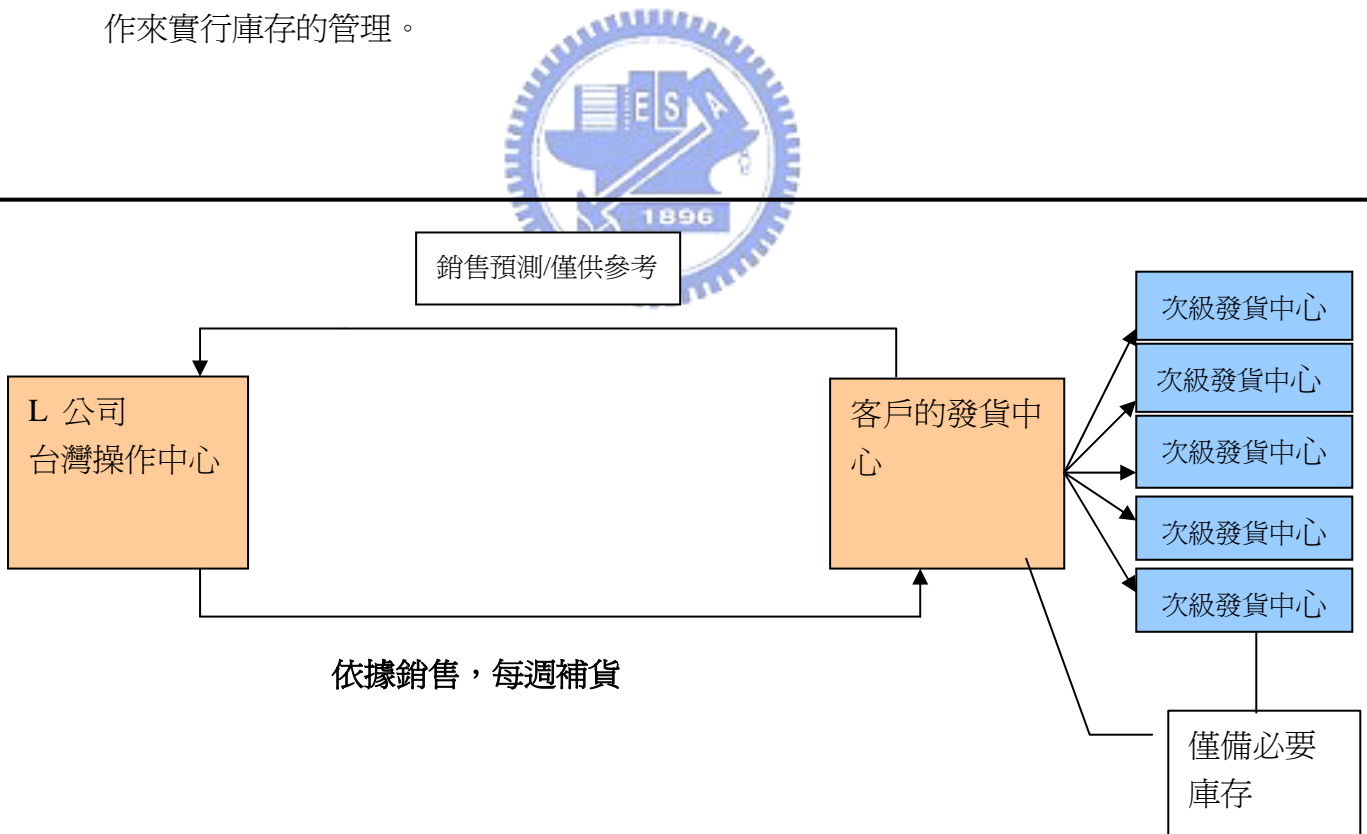 作來實行庫存的管理。
E S A
1896
銷售預測/僅供參考
L 公司
台灣操作中心
客戶的發貨中
心
次級發貨中心
次級發貨中心
次級發貨中心
次級發貨中心
次級發貨中心
依據銷售，每週補貨
僅備必要
庫存